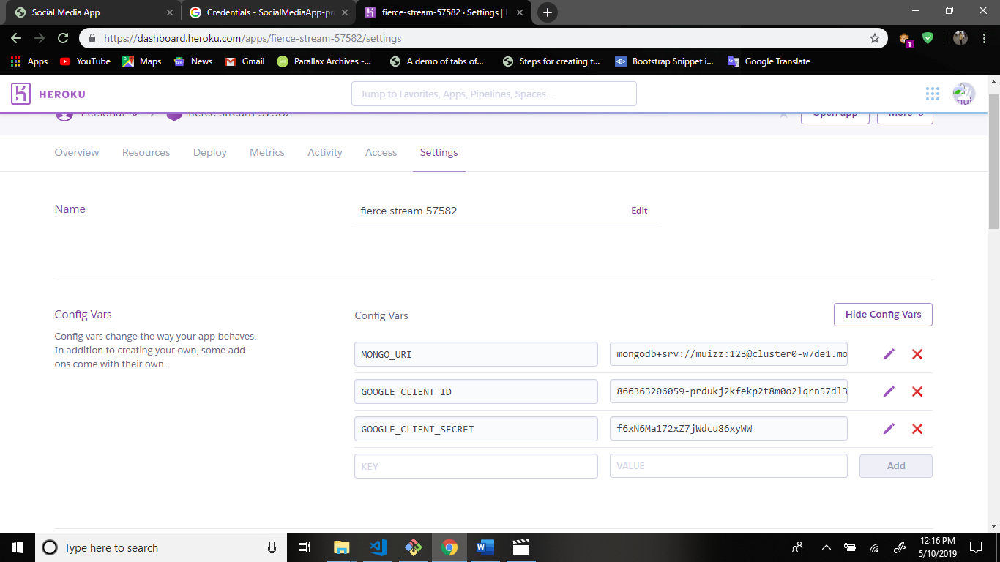 Social Media App
Credentials - SocialMediaApp-pr
fierce-stream-57582 · Settings | H
https://dashboard.heroku.com/apps/fierce-stream-57582/settings
1
Apps
YouTube
Maps
News
Gmail
Parallax Archives -...
A demo of tabs of...
Steps for creating t...
Bootstrap Snippet i...
Google Translate
HEROKU
Jump to Favorites, Apps, Pipelines, Spaces...
Personal
fierce-stream-57582
Open app
More
Overview
Resources
Deploy
Metrics
Activity
Access
Settings
Name
fierce-stream-57582
Edit
Config Vars
Config vars change the way your app behaves.
In addition to creating your own, some add-
ons come with their own.
Config Vars
Hide Config Vars
MONGO_URI
mongodb+srv://muizz:123@cluster0-w7de1.mo
GOOGLE_CLIENT_ID
866363206059-prdukj2kfekp2t8m0o2lqrn57dl3
GOOGLE_CLIENT_SECRET
f6xN6Ma172xZ7jWdcu86xyWW
KEY
VALUE
Add
Type here to search
12:16 PM
5/10/2019